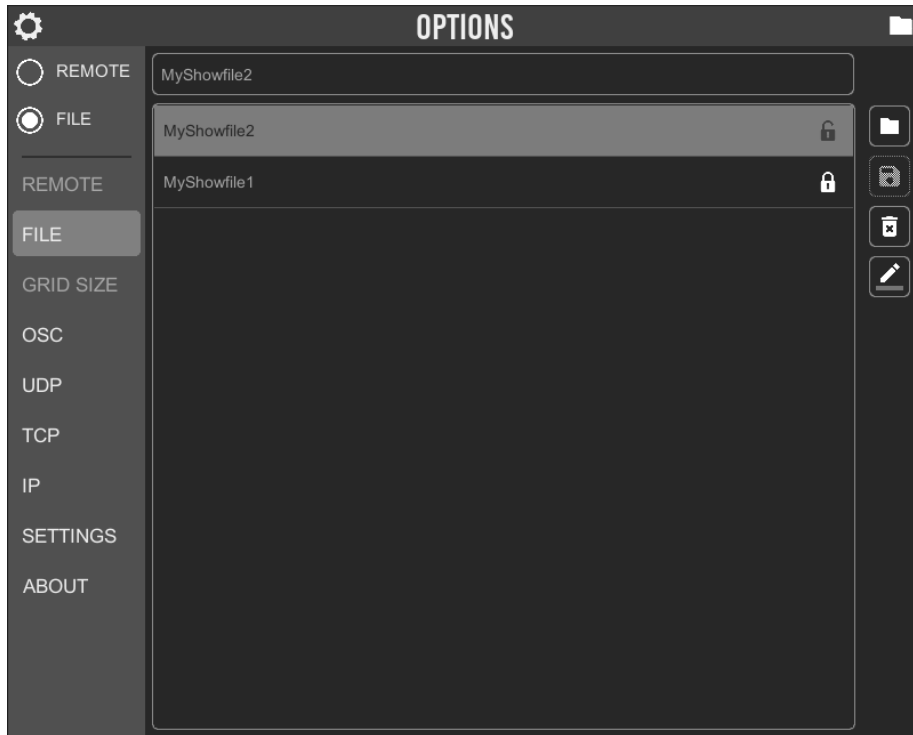 OPTIONS
REMOTE
FILE
REMOTE
FILE
GRID SIZE
OSC
UDP
TCP
IP
SETTINGS
ABOUT
MyShowfile2
MyShowfile2
MyShowfile1